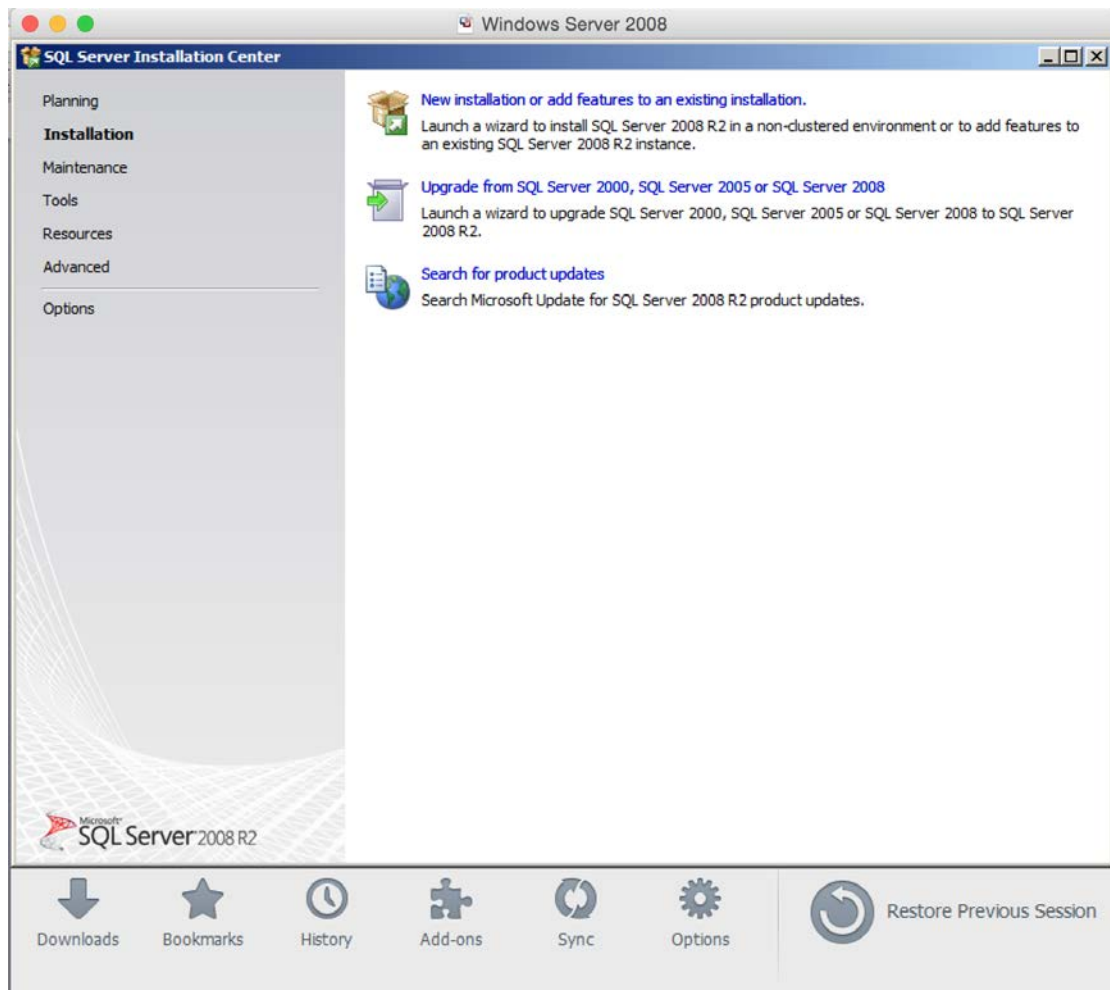 Windows Server 2008
SQL Server Installation Center
Planning
Installation
Maintenance
Tools
Resources
Advanced
Options
New installation or add features to an existing installation.
Launch a wizard to install SQL Server 2008 R2 in a non-clustered environment or to add features to
an existing SQL Server 2008 R2 instance.
Upgrade from SQL Server 2000, SQL Server 2005 or SQL Server 2008
Launch a wizard to upgrade SQL Server 2000, SQL Server 2005 or SQL Server 2008 to SQL Server
2008 R2.
Search for product updates
Search Microsoft Update for SQL Server 2008 R2 product updates.
Microsoft
SQL Server 2008 R2
Downloads
Bookmarks
History
Add-ons
Sync
Options
Restore Previous Session